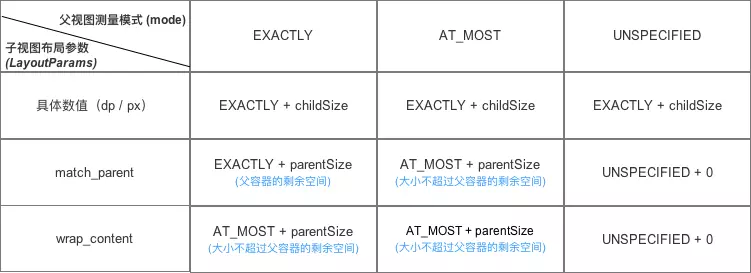 父视图测量模式 (mode)
子视图布局参数
(LayoutParams)
EXACTLY
AT_MOST
UNSPECIFIED
具体数值（dp / px）
EXACTLY + childSize
EXACTLY + childSize
EXACTLY + childSize
match_parent
EXACTLY + parentSize
(父容器的剩余空间)
AT_MOST + parentSize
(大小不超过父容器的剩余空间)
UNSPECIFIED + 0
wrap_content
AT_MOST + parentSize
(大小不超过父容器的剩余空间)
AT_MOST + parentSize
(大小不超过父容器的剩余空间)
UNSPECIFIED + 0